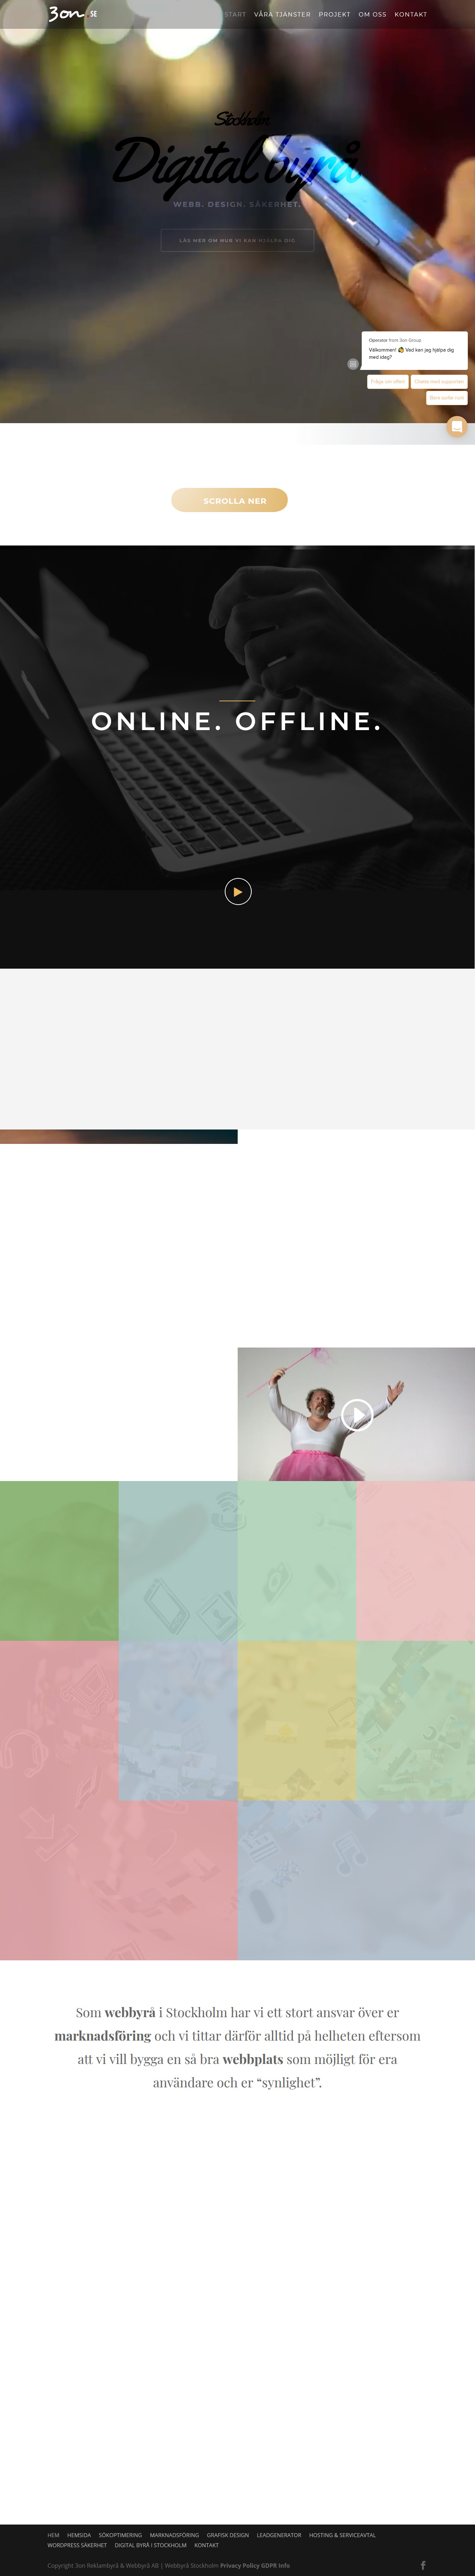 3on.SE
START VÅRA TJÄNSTER PROJEKT OM OSS KONTAKT
Stockholm
Digital byrå
WEBB. DESIGN. SÄKERHET.
LÄS MER OM HUR VI KAN HJÄLPA DIG
Operator from 3on Group
Välkommen! Vad kan jag hjälpa dig
med idag?
Fråga om offert
Chatta med supporten
Bara surfar runt
SCROLLA NER
ONLINE. OFFLINE.
Som webbyrå i Stockholm har vi ett stort ansvar över er
marknadsföring och vi tittar därför alltid på helheten eftersom
att vi vill bygga en så bra webbplats som möjligt för era
användare och er “synlighet”.
HEM HEMSIDA SÖKOPTIMERING MARKNADSFÖRING GRAFISK DESIGN LEADGENERATOR HOSTING & SERVICEAVTAL
WORDPRESS SÄKERHET DIGITAL BYRÅ I STOCKHOLM KONTAKT
Copyright 3on Reklambyrå & Webbyrå AB | Webbyrå Stockholm Privacy Policy GDPR Info